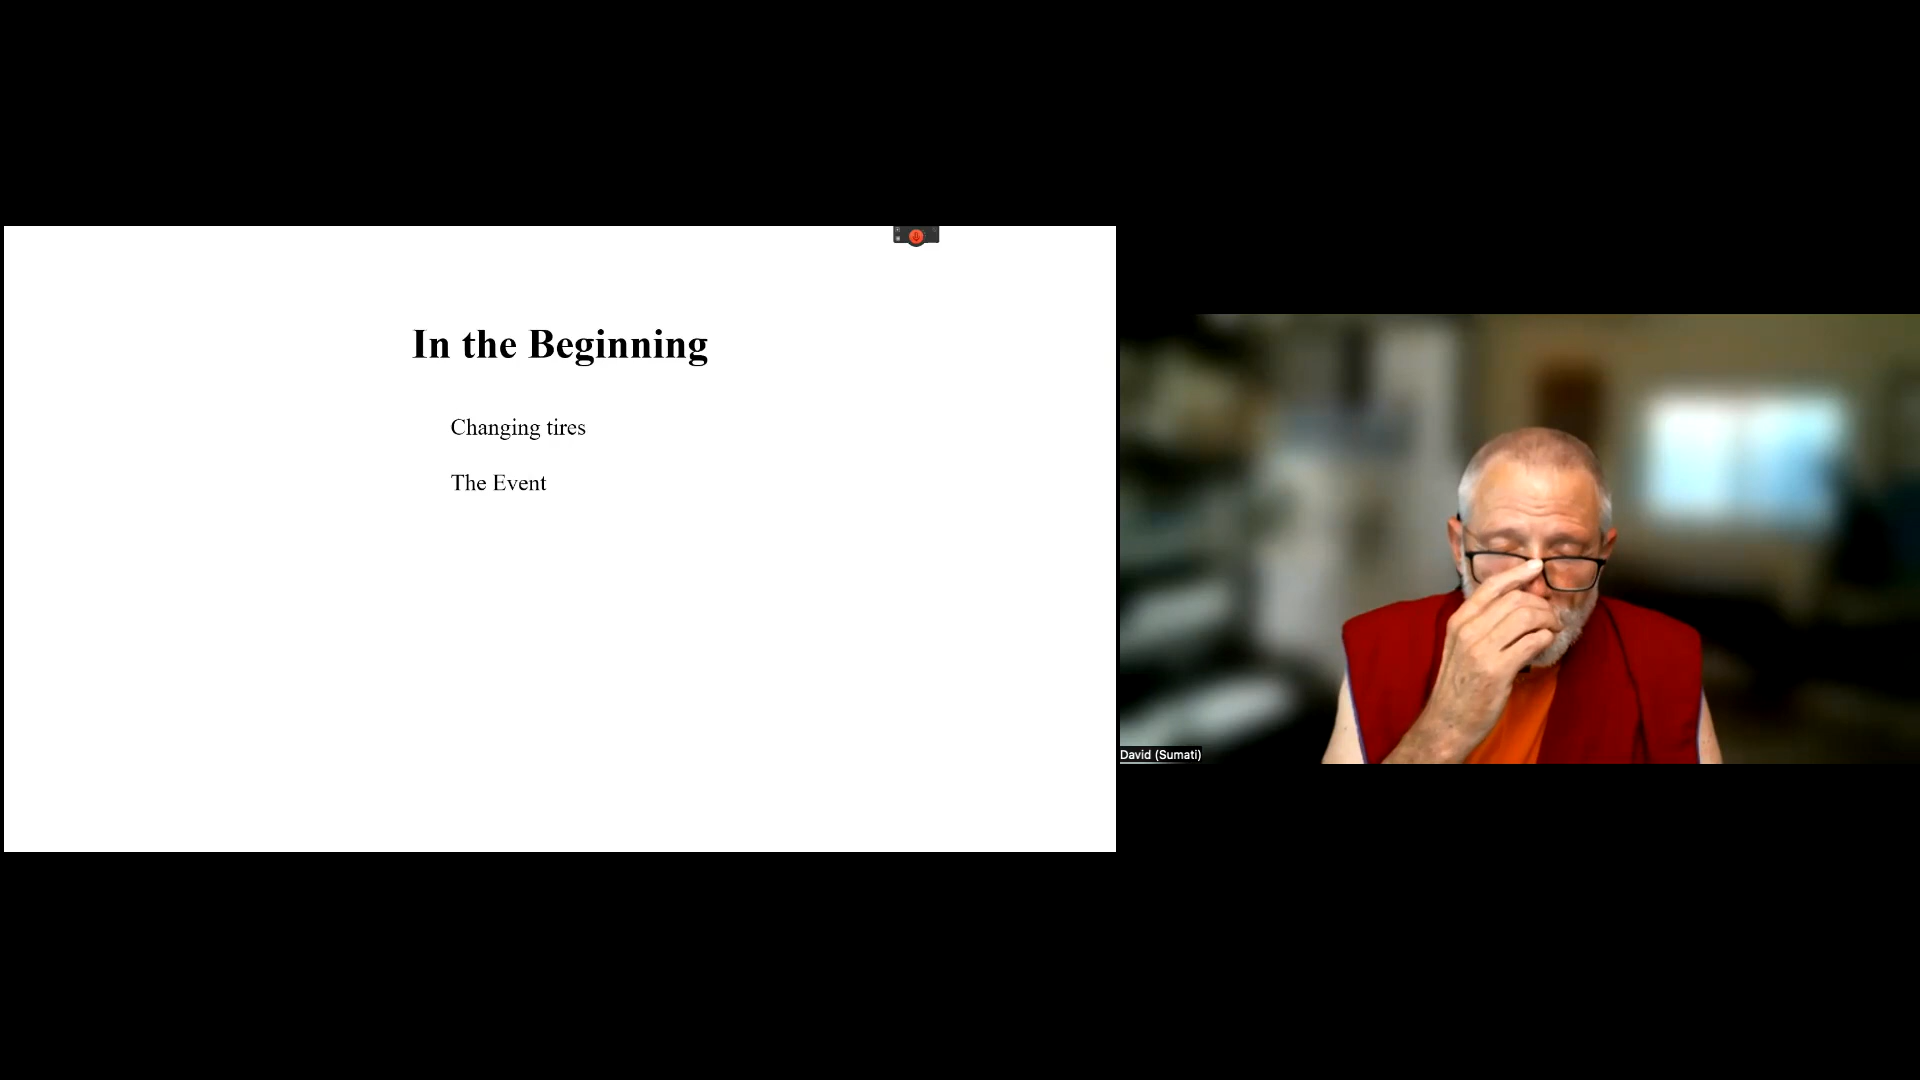 In the Beginning
Changing tires
The Event
David (Sumati)